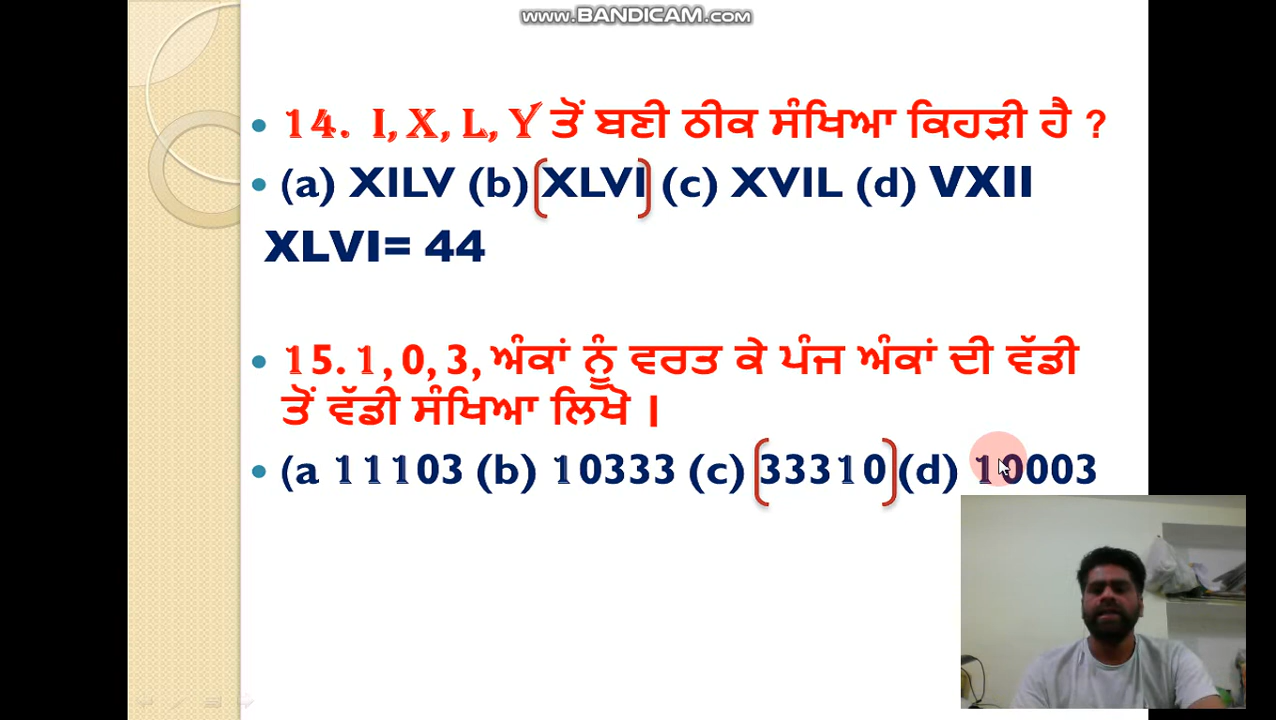 www.BANDICAM.com
14. I, X, L, Y ਤੋਂ ਬਣੀ ਠੀਕ ਸੰਖਿਆ ਕਿਹੜੀ ਹੈ ?
(a) XILV (b) XLVI (c) XVIL (d) VXII
XLVI= 44
15. 1, 0, 3, ਅੰਕਾਂ ਨੂੰ ਵਰਤ ਕੇ ਪੰਜ ਅੰਕਾਂ ਦੀ ਵੱਡੀ
ਤੋਂ ਵੱਡੀ ਸੰਖਿਆ ਲਿਖੋ ।
(a 11103 (b) 10333 (c) 33310 (d) 10003